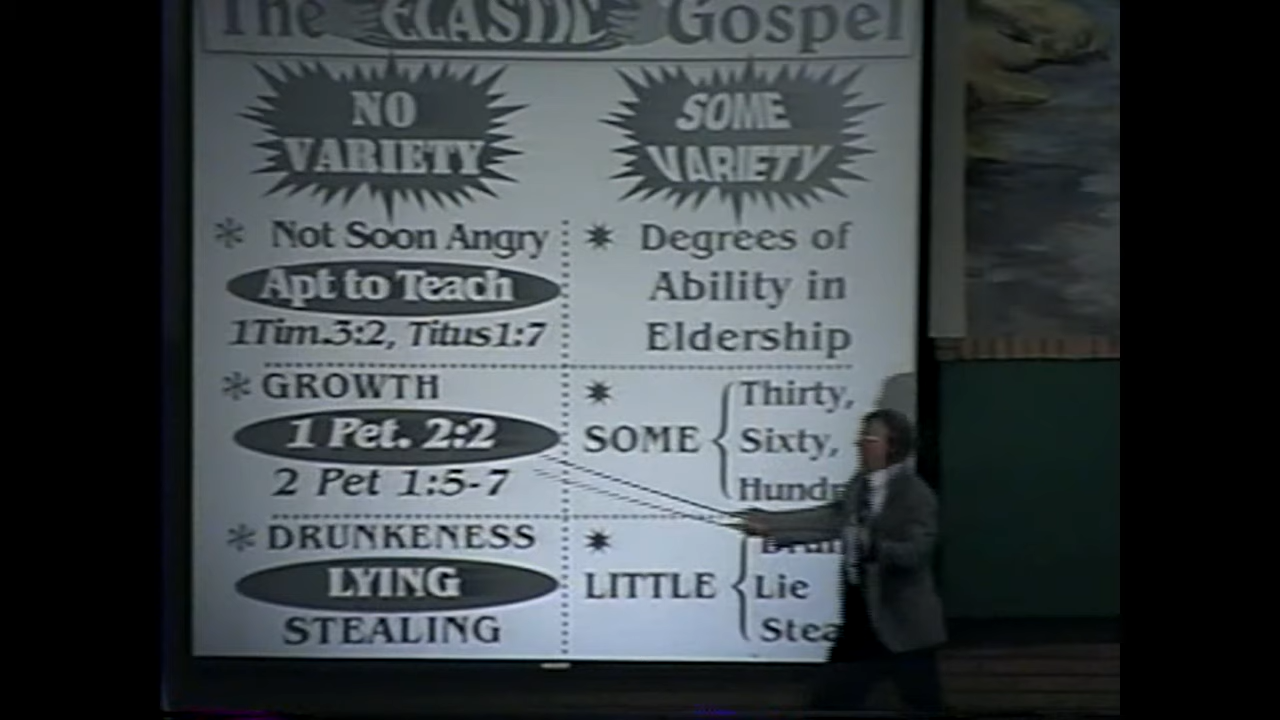 The ELASTIC Gospel
NO
VARIETY
SOME
VARIETY
* Not Soon Angry
Apt to Teach
1Tim.3:2, Titus1:7
* Degrees of
Ability in
Eldership
* GROWTH
1 Pet. 2:2
2 Pet 1:5-7
*
SOME
Thirty,
Sixty,
* DRUNKENESS
LYING
STEALING
*
LITTLE
Lie